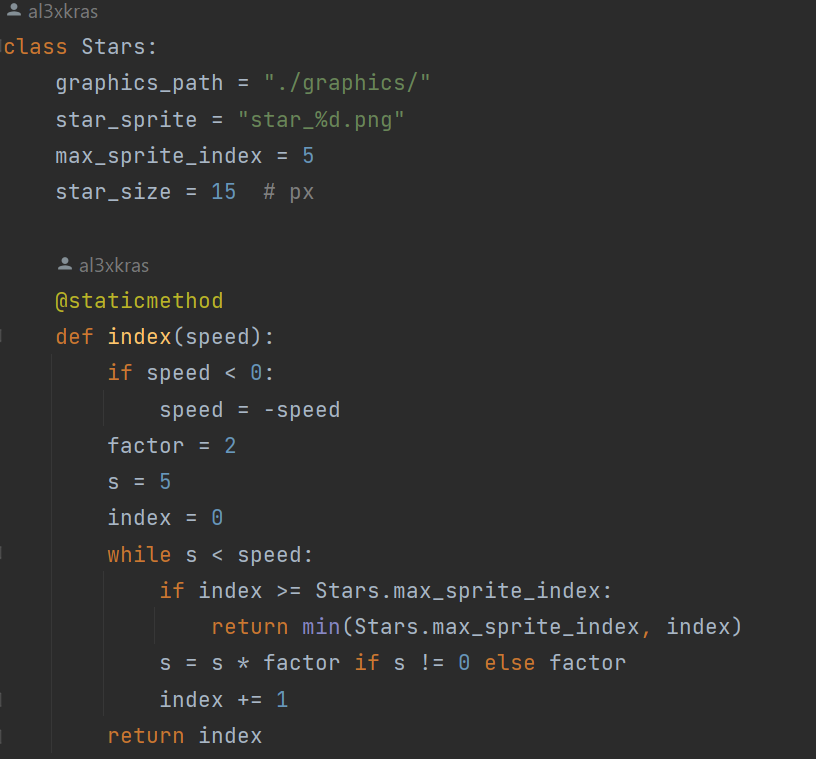 al3xkras
class Stars:
    graphics_path = "./graphics/"
    star_sprite = "star_%d.png"
    max_sprite_index = 5
    star_size = 15  # px
    al3xkras
    @staticmethod
    def index(speed):
        if speed < 0:
            speed = -speed
        factor = 2
        s = 5
        index = 0
        while s < speed:
            if index >= Stars.max_sprite_index:
                return min(Stars.max_sprite_index, index)
            s = s * factor if s != 0 else factor
            index += 1
        return index